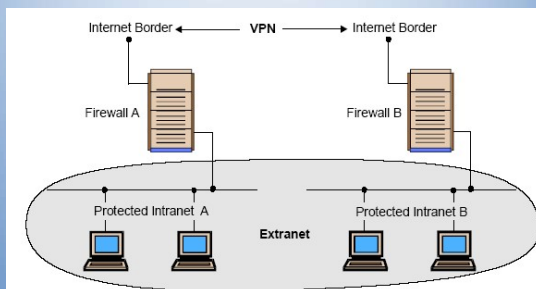 Internet Border VPN Internet Border
Firewall A Firewall B
Protected Intranet A Protected Intranet B
Extranet